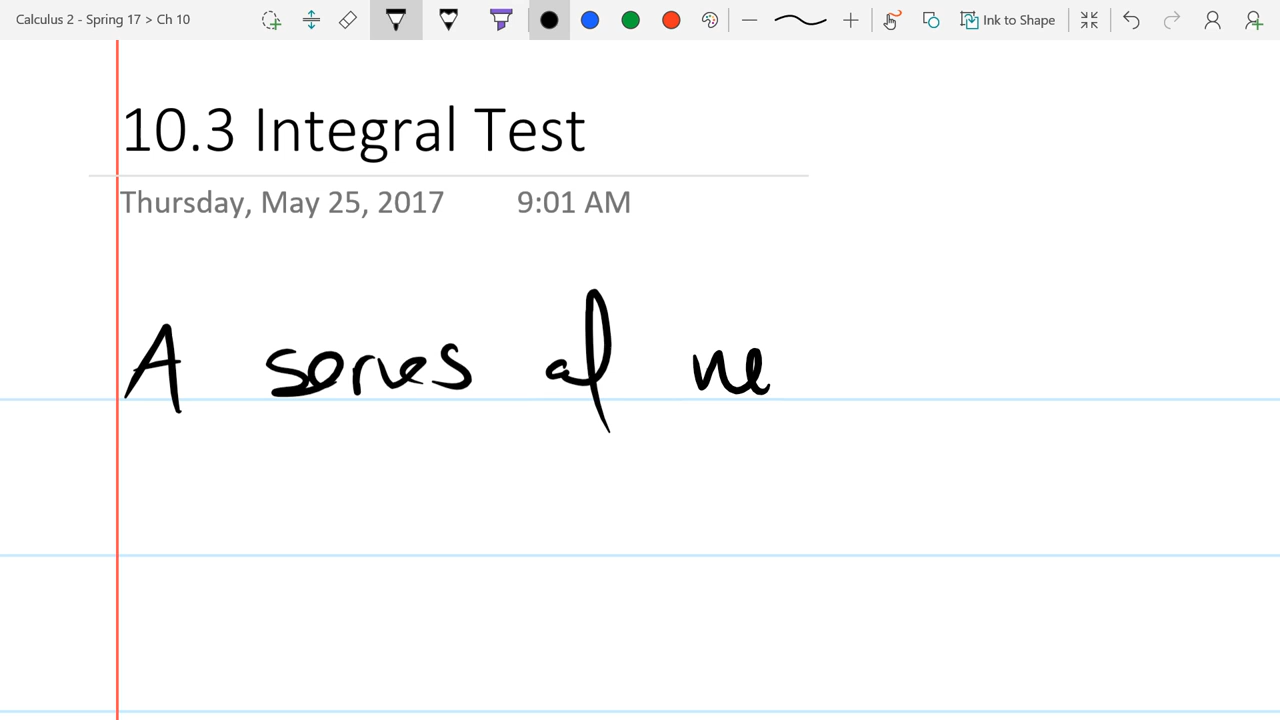 Calculus 2 - Spring 17 > Ch 10
Ink to Shape
10.3 Integral Test
Thursday, May 25, 2017 9:01 AM
A series of ne